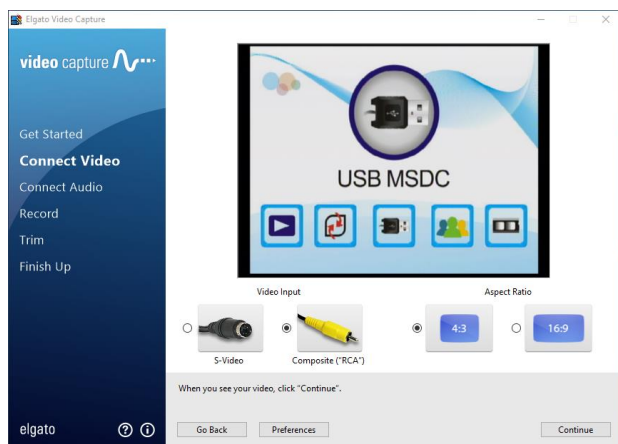 Elgato Video Capture
video capture
Get Started
Connect Video
Connect Audio
Record
Trim
Finish Up
elgato
USB MSDC
Video Input
Aspect Ratio
4:3
16:9
S-Video
Composite ("RCA")
When you see your video, click "Continue".
Go Back
Preferences
Continue